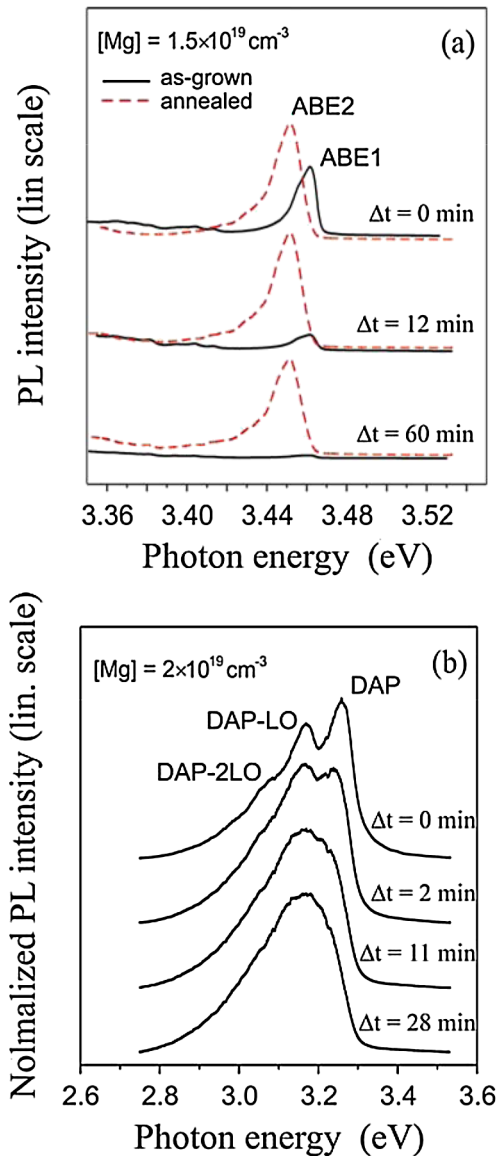 [Mg] = 1.5×10¹⁹ cm⁻³ (a)
as-grown
annealed
ABE2
ABE1
Δt = 0 min
Δt = 12 min
Δt = 60 min
PL intensity (lin scale)
3.36 3.40 3.44 3.48 3.52
Photon energy (eV)
[Mg] = 2×10¹⁹ cm⁻³ (b)
DAP
DAP-LO
DAP-2LO
Δt = 0 min
Δt = 2 min
Δt = 11 min
Δt = 28 min
Nolmalized PL intensity (lin. scale)
2.6 2.8 3.0 3.2 3.4 3.6
Photon energy (eV)